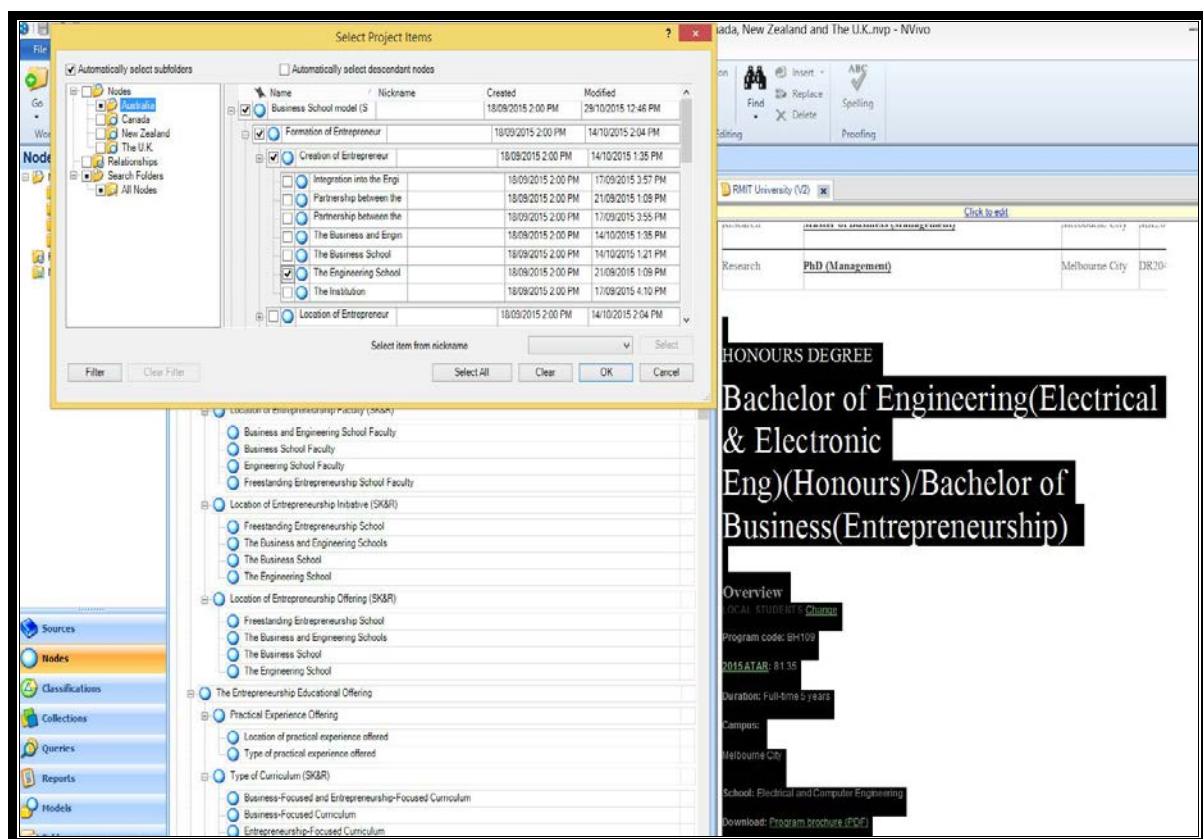 Select Project Items
? x
ada, New Zealand and The U.K..nvp - NVivo
File
Automatically select subfolders
Automatically select descendant nodes
Nodes
Australia
Canada
New Zealand
The U.K.
Relationships
Search Folders
All Nodes
Name Nickname Created Modified
Business School model (S 18/09/2015 2:00 PM 29/10/2015 12:46 PM
Formation of Entrepreneur 18/09/2015 2:00 PM 14/10/2015 2:04 PM
Creation of Entrepreneur 18/09/2015 2:00 PM 14/10/2015 1:35 PM
Integration into the Engi 18/09/2015 2:00 PM 17/09/2015 3:57 PM
Partnership between the 18/09/2015 2:00 PM 21/09/2015 1:09 PM
Partnership between the 18/09/2015 2:00 PM 17/09/2015 3:55 PM
The Business and Engin 18/09/2015 2:00 PM 14/10/2015 1:35 PM
The Business School 18/09/2015 2:00 PM 14/10/2015 1:21 PM
The Engineering School 18/09/2015 2:00 PM 21/09/2015 1:09 PM
The Institution 18/09/2015 2:00 PM 17/09/2015 4:10 PM
Location of Entrepreneur 18/09/2015 2:00 PM 14/10/2015 2:04 PM
Select item from nickname Select
Filter Clear Filter Select All Clear OK Cancel
Go
Find
Insert
Replace
Delete
ABC
Spelling
Editing
Proofing
Node
RMIT University (V2)
Click to edit
Research Master of Business (Management) Melbourne City
Research PhD (Management) Melbourne City DR20
HONOURS DEGREE
Bachelor of Engineering(Electrical
& Electronic
Eng)(Honours)/Bachelor of
Business(Entrepreneurship)
Overview
LOCAL STUDENTS Change
Program code: BH109
2015 ATAR: 81.35
Duration: Full-time 5 years
Campus:
Melbourne City
School: Electrical and Computer Engineering
Download: Program brochure (PDF)
Location of Entrepreneurship Faculty (SK&R)
Business and Engineering School Faculty
Business School Faculty
Engineering School Faculty
Freestanding Entrepreneurship School Faculty
Location of Entrepreneurship Initiative (SK&R)
Freestanding Entrepreneurship School
The Business and Engineering Schools
The Business School
The Engineering School
Location of Entrepreneurship Offering (SK&R)
Freestanding Entrepreneurship School
The Business and Engineering Schools
The Business School
The Engineering School
The Entrepreneurship Educational Offering
Practical Experience Offering
Location of practical experience offered
Type of practical experience offered
Type of Curriculum (SK&R)
Business-Focused and Entrepreneurship-Focused Curriculum
Business-Focused Curriculum
Entrepreneurship-Focused Curriculum
Sources
Nodes
Classifications
Collections
Queries
Reports
Models